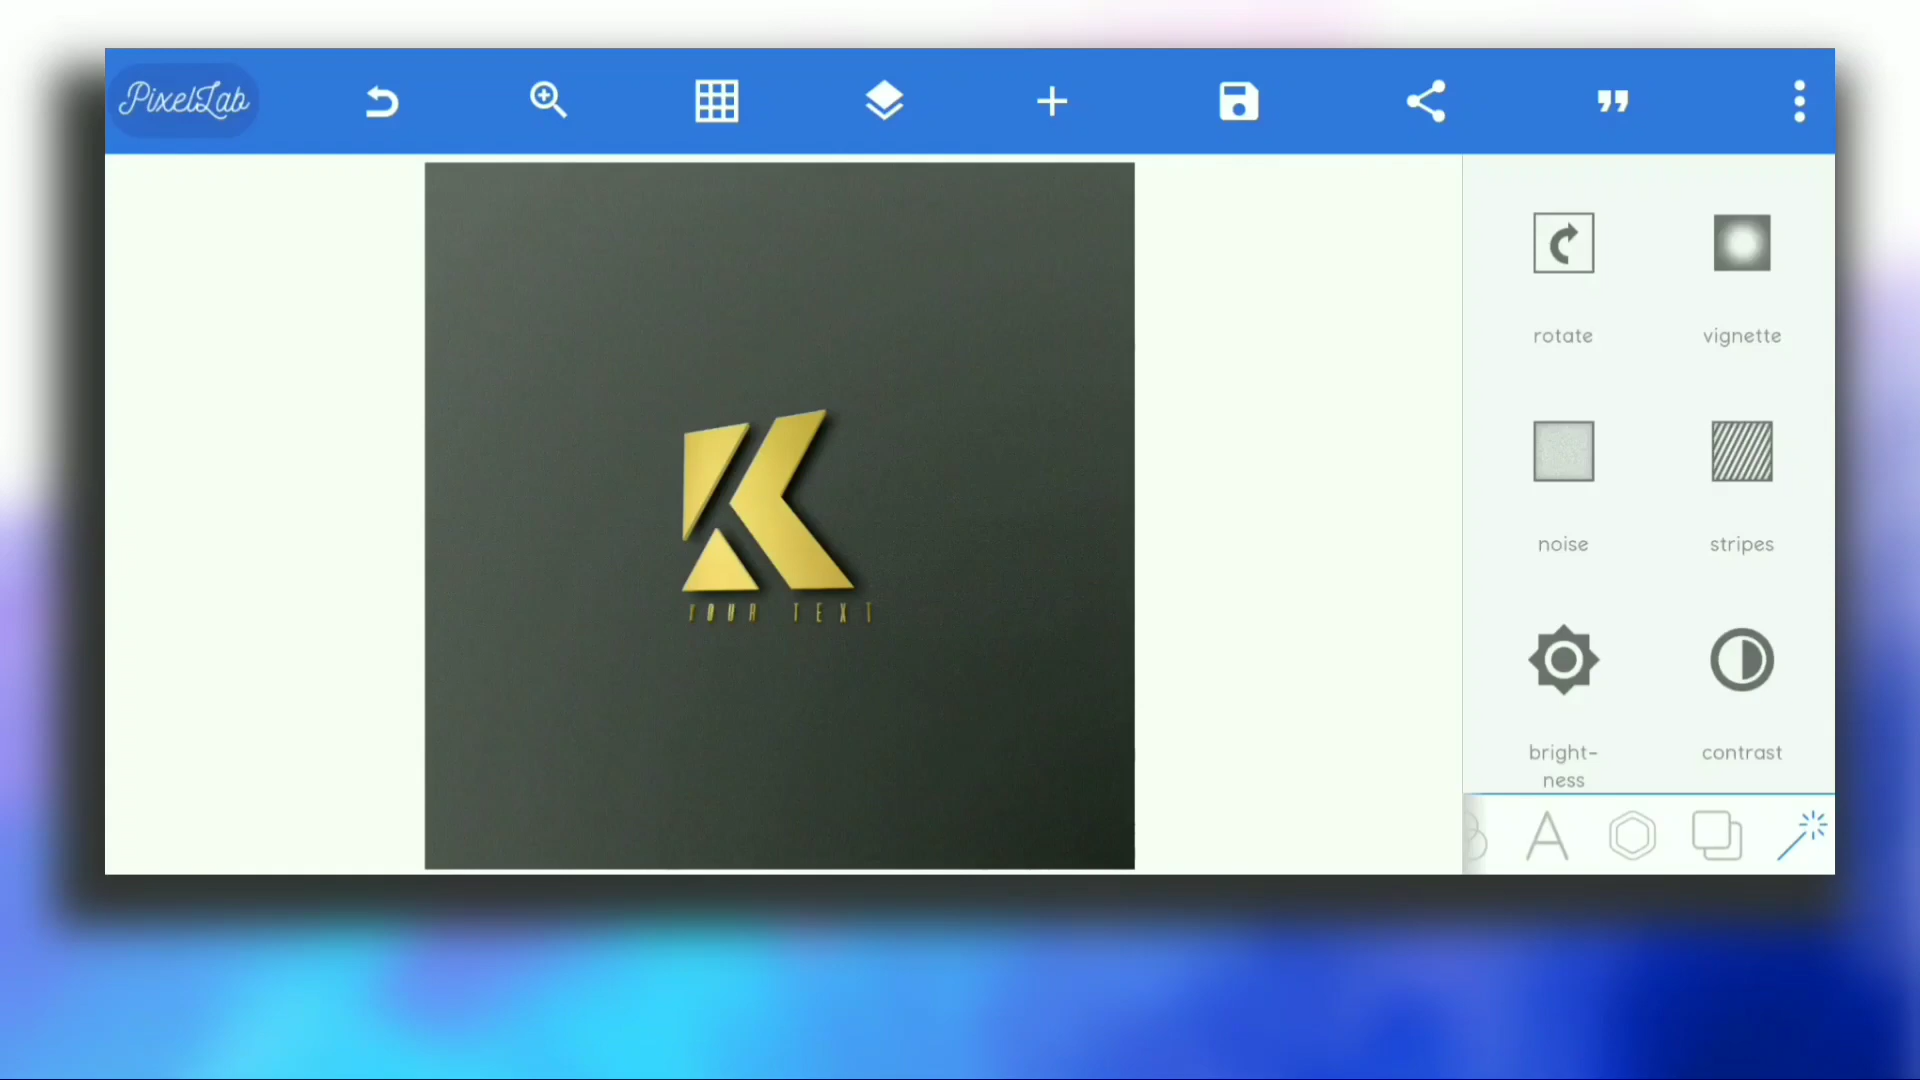 PixelLab
rotate
vignette
noise
stripes
bright-
ness
contrast
K
YOUR TEXT